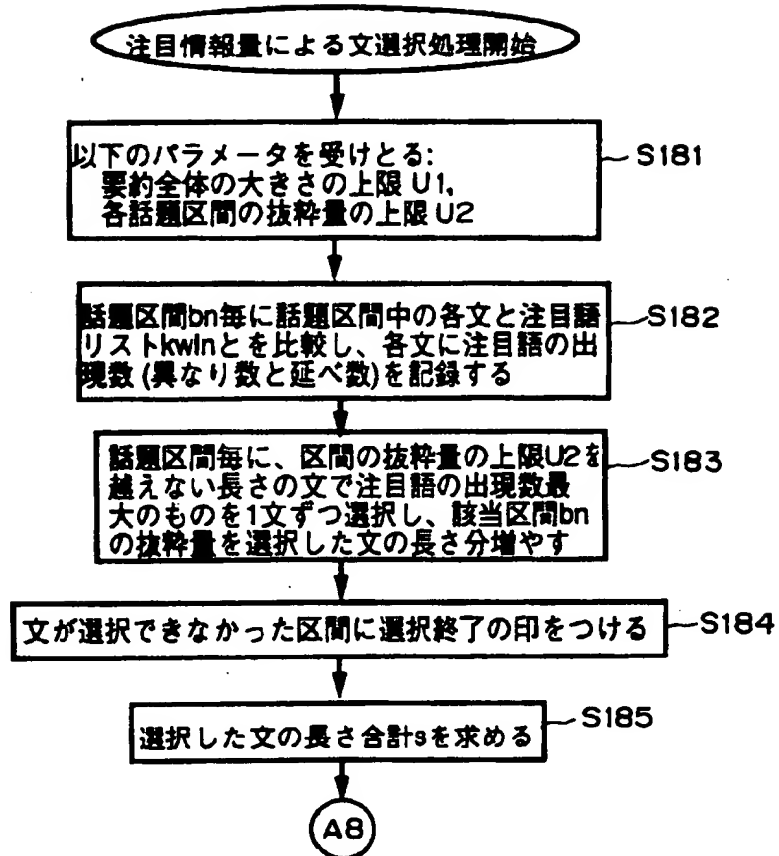 注目情報量による文選択処理開始
以下のパラメータを受けとる:
要約全体の大きさの上限 U1,
各話題区間の抜粋量の上限 U2
S181
話題区間bn毎に話題区間中の各文と注目語
リストkwlnとを比較し、各文に注目語の出
現数 (異なり数と延べ数)を記録する
S182
話題区間毎に、区間の抜粋量の上限U2を
越えない長さの文で注目語の出現数最
大のものを1文ずつ選択し、該当区間bn
の抜粋量を選択した文の長さ分増やす
S183
文が選択できなかった区間に選択終了の印をつける
S184
選択した文の長さ合計sを求める
S185
A8